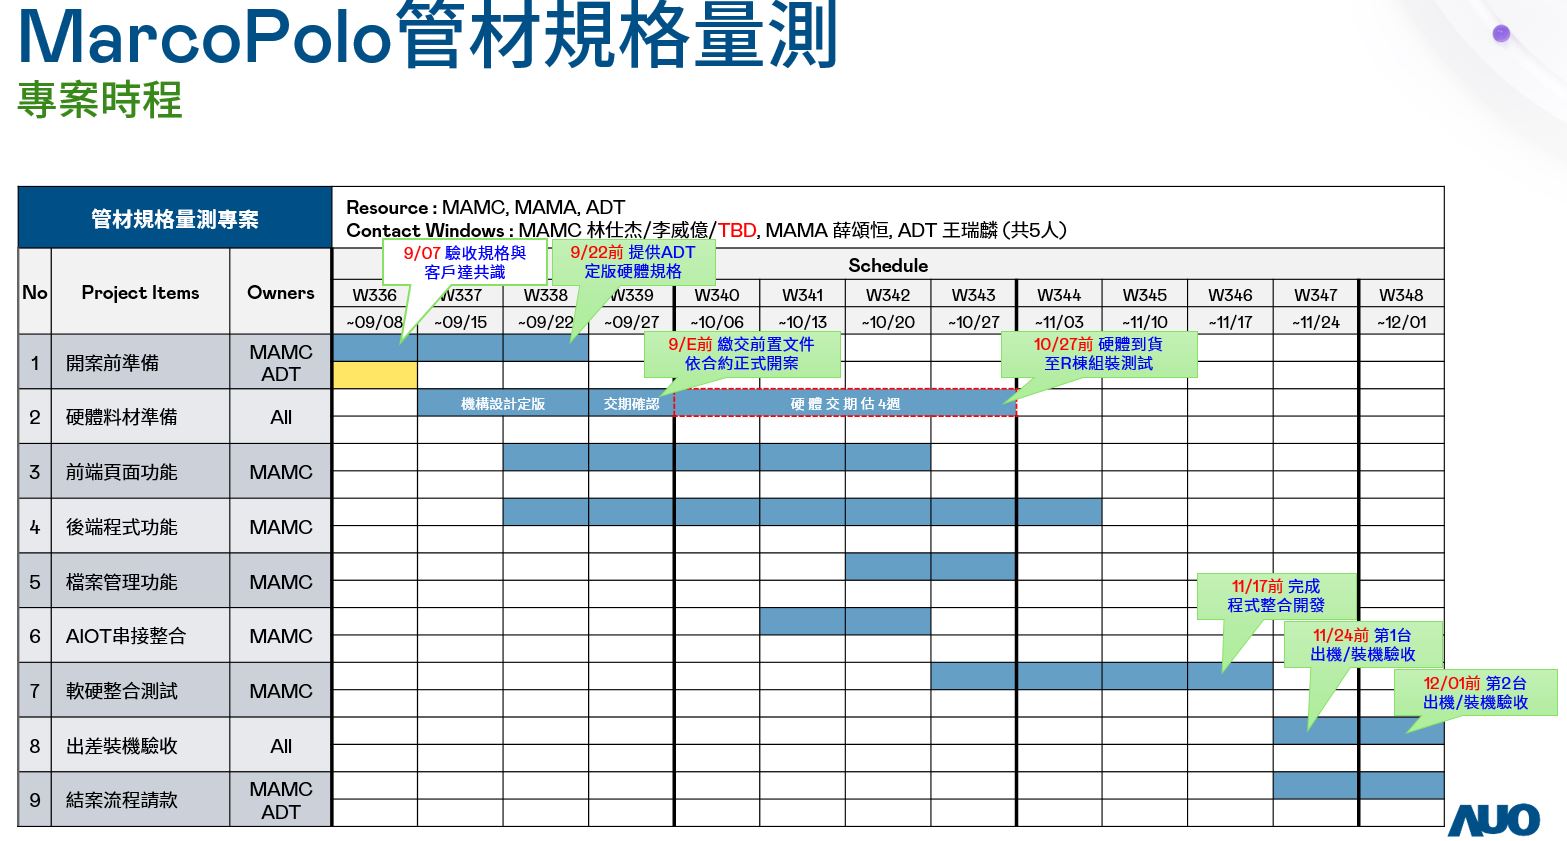 MarcoPolo管材規格量測
專案時程
管材規格量測專案
Resource : MAMC, MAMA, ADT
Contact Windows : MAMC 林仕杰/李威億/TBD, MAMA 薛頌恒, ADT 王瑞麟 (共5人)
9/07 驗收規格與
客戶達共識
9/22前 提供ADT
定版硬體規格
No
Project Items
Owners
Schedule
W336
W337
W338
W339
W340
W341
W342
W343
W344
W345
W346
W347
W348
~09/08
~09/15
~09/22
~09/27
~10/06
~10/13
~10/20
~10/27
~11/03
~11/10
~11/17
~11/24
~12/01
9/E前 繳交前置文件
依合約正式開案
10/27前 硬體到貨
至R棟組裝測試
1
開案前準備
MAMC
ADT
2
硬體料材準備
All
機構設計定版
交期確認
硬 體 交 期 估 4週
3
前端頁面功能
MAMC
4
後端程式功能
MAMC
5
檔案管理功能
MAMC
11/17前 完成
程式整合開發
6
AIOT串接整合
MAMC
11/24前 第1台
出機/裝機驗收
7
軟硬整合測試
MAMC
12/01前 第2台
出機/裝機驗收
8
出差裝機驗收
All
9
結案流程請款
MAMC
ADT
AUO